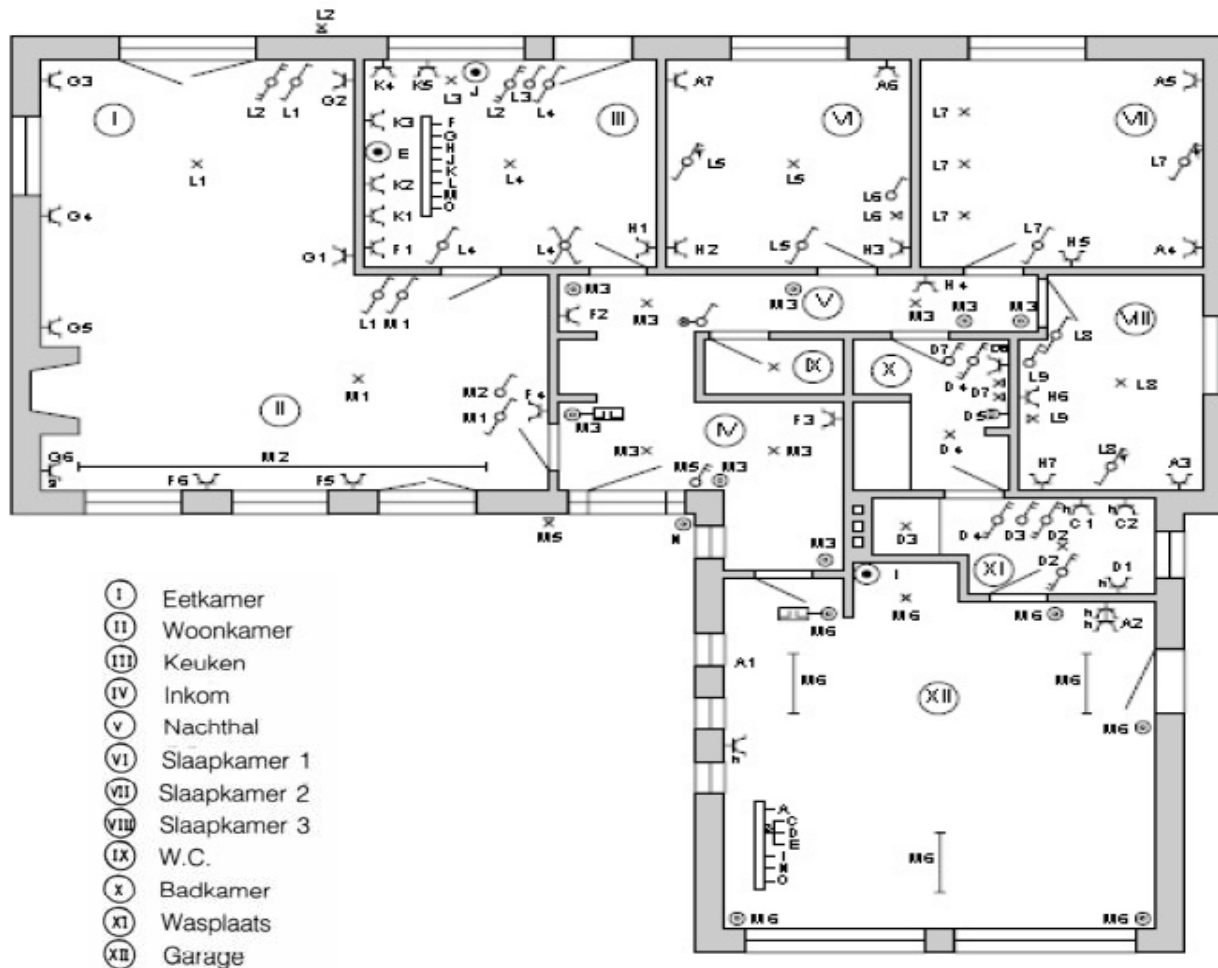 L2
G3
L2
L1
G2
K4
K5
L3
J
L2
L3
L4
A7
A6
A5
I
K3
E
F
G
H
J
K
L
M
O
III
VI
L7
VII
L1
L4
L5
L5
L7
L7
K2
L6
L6
L7
G4
K1
F1
L4
L4
H1
H2
L5
H3
L7
H5
A4
G1
M3
M3
M3
V
M3
H4
M3
M3
VIII
L1
M1
F2
G5
L8
IX
X
D7
D4
D7
L9
L8
M1
M2
M1
F4
M3
H6
D5
L9
II
F3
IV
G6
M2
M3
M3
D4
L8
F6
F5
M5
M3
H7
A3
M5
N
D3
D4
D3
D2
h
C1
h
C2
M3
D2
XI
D1
h
I
M6
M6
M6
h
h
A2
A1
M6
M6
XII
M6
h
A
C
D
E
I
N
O
M6
M6
M6
I Eetkamer
II Woonkamer
III Keuken
IV Inkom
V Nachthal
VI Slaapkamer 1
VII Slaapkamer 2
VIII Slaapkamer 3
IX W.C.
X Badkamer
XI Wasplaats
XII Garage